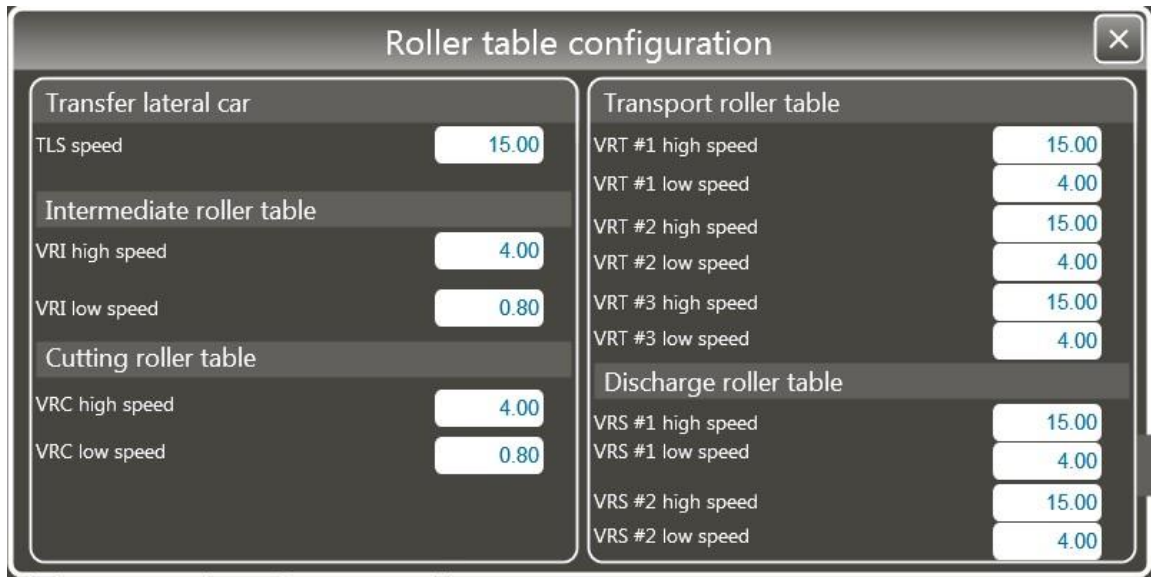 Roller table configuration
Transfer lateral car
TLS speed 15.00
Intermediate roller table
VRI high speed 4.00
VRI low speed 0.80
Cutting roller table
VRC high speed 4.00
VRC low speed 0.80
Transport roller table
VRT #1 high speed 15.00
VRT #1 low speed 4.00
VRT #2 high speed 15.00
VRT #2 low speed 4.00
VRT #3 high speed 15.00
VRT #3 low speed 4.00
Discharge roller table
VRS #1 high speed 15.00
VRS #1 low speed 4.00
VRS #2 high speed 15.00
VRS #2 low speed 4.00